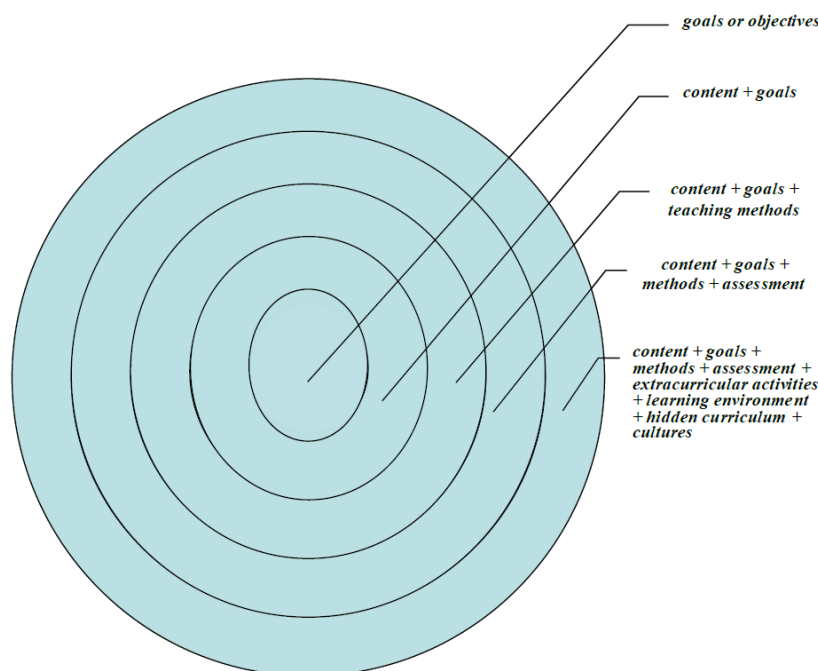 goals or objectives
content + goals
content + goals +
teaching methods
content + goals +
methods + assessment
content + goals +
methods + assessment +
extracurricular activities
+ learning environment
+ hidden curriculum +
cultures